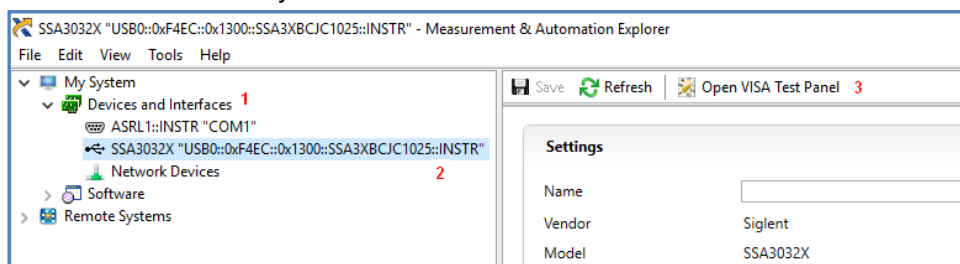 SSA3032X "USB0::0xF4EC::0x1300::SSA3XBCJC1025::INSTR" - Measurement & Automation Explorer
File Edit View Tools Help
My System
Devices and Interfaces 1
ASRL1::INSTR "COM1"
SSA3032X "USB0::0xF4EC::0x1300::SSA3XBCJC1025::INSTR"
Network Devices 2
Software
Remote Systems
Save Refresh Open VISA Test Panel 3
Settings
Name
Vendor Siglent
Model SSA3032X